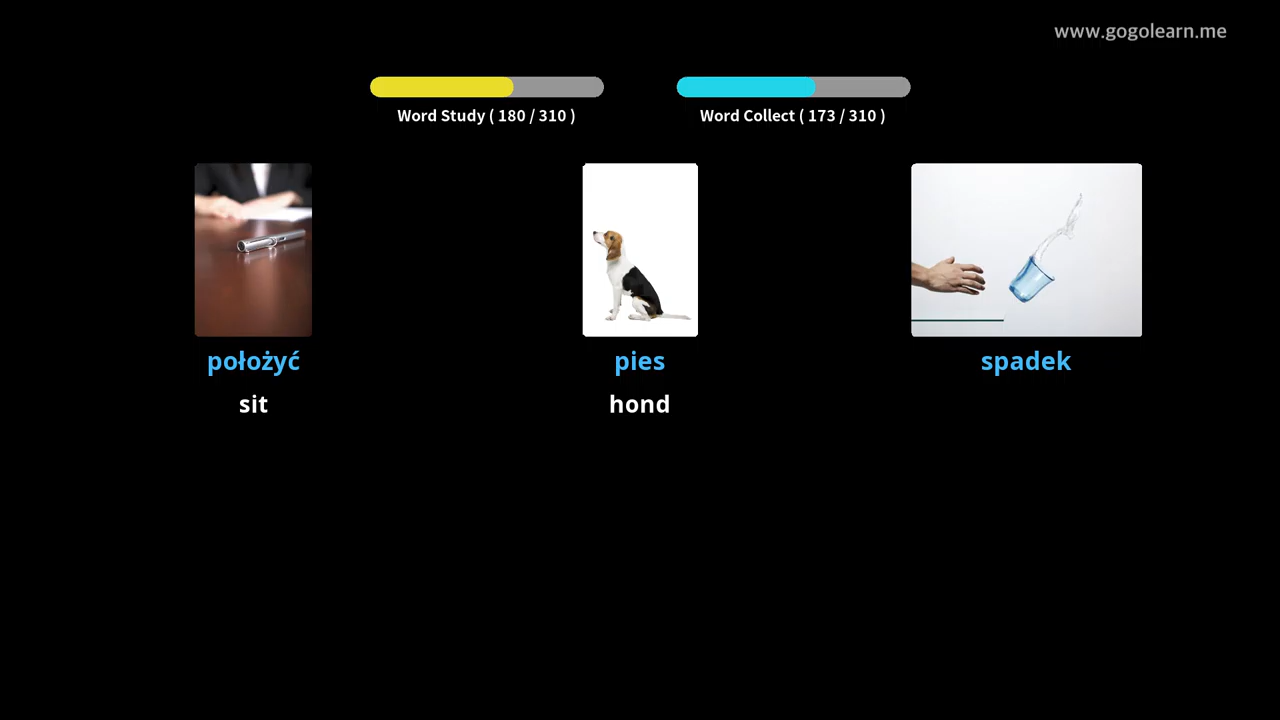 www.gogolearn.me
Word Study ( 180 / 310 )
Word Collect ( 173 / 310 )
położyć
pies
spadek
sit
hond